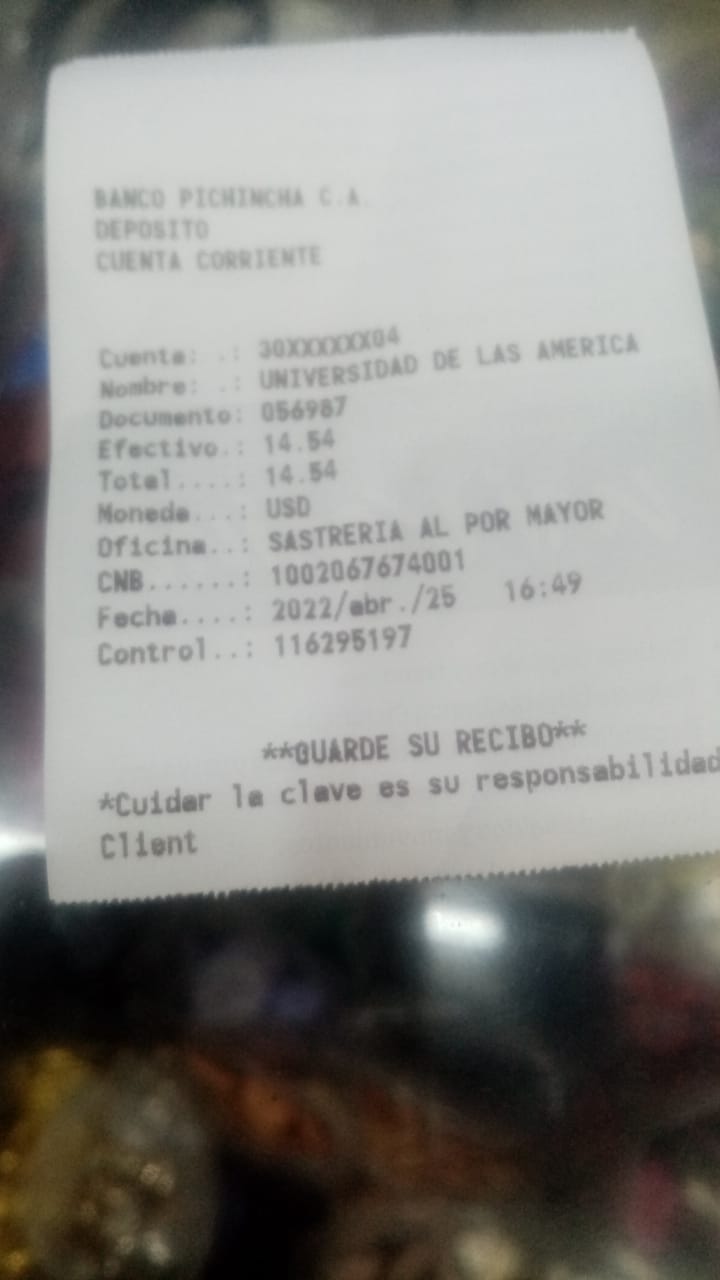 BANCO PICHINCHA C.A.
DEPOSITO
CUENTA CORRIENTE
Cuenta: .: 30XXXXXX04
Nombre: .: UNIVERSIDAD DE LAS AMERICA
Documento: 056987
Efectivo.: 14.54
Total....: 14.54
Moneda...: USD
Oficina..: SASTRERIA AL POR MAYOR
CNB......: 1002067674001
Fecha....: 2022/abr./25 16:49
Control..: 116295197
**GUARDE SU RECIBO**
*Cuidar la clave es su responsabilidad
Client